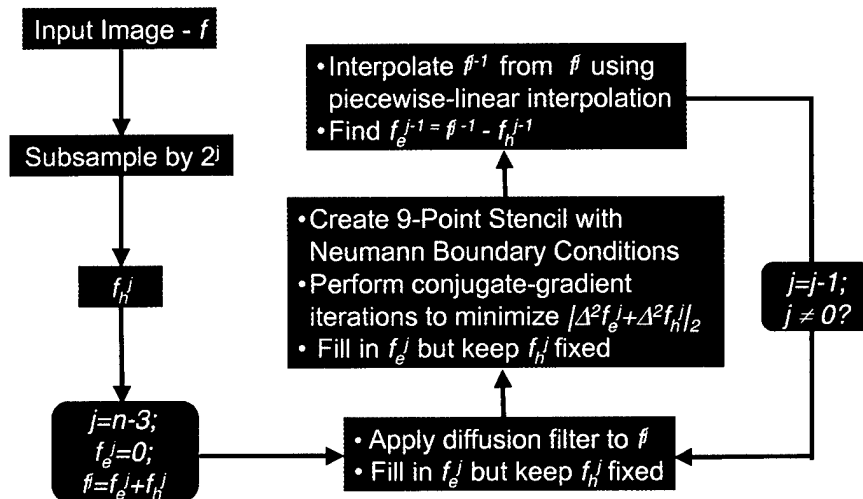 Input Image - f
Subsample by 2^j
f_h^j
j=n-3;
f_e^j=0;
f^j=f_e^j+f_h^j
• Apply diffusion filter to f^j
• Fill in f_e^j but keep f_h^j fixed
• Create 9-Point Stencil with
Neumann Boundary Conditions
• Perform conjugate-gradient
iterations to minimize |Δ²f_e^j+Δ²f_h^j|_2
• Fill in f_e^j but keep f_h^j fixed
• Interpolate f^j-1 from f^j using
piecewise-linear interpolation
• Find f_e^j-1 = f^j-1 - f_h^j-1
j=j-1;
j ≠ 0?